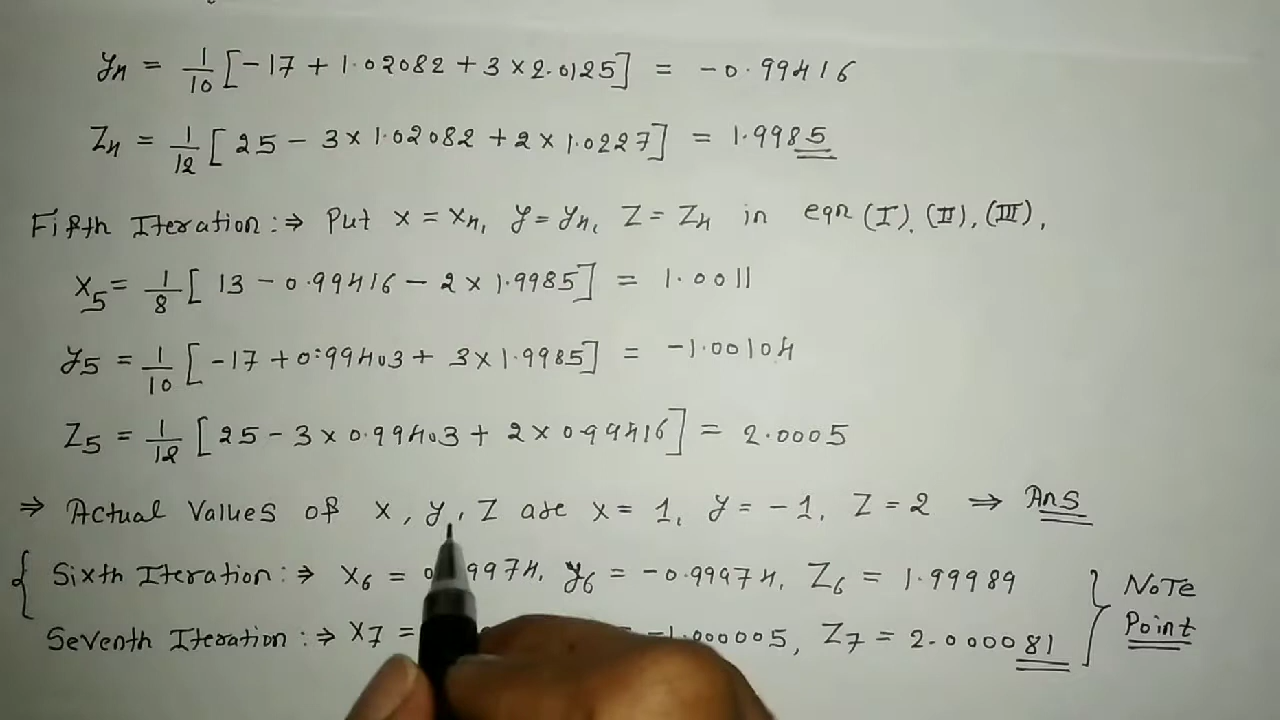 y₄ = 1/10 [-17 + 1.02082 + 3 × 2.0125] = -0.99416
Z₄ = 1/12 [25 - 3 × 1.02082 + 2 × 1.0227] = 1.9985
Fifth Iteration :⇒ Put x = x₄, y = y₄, Z = Z₄ in eqn (I), (II), (III),
X₅ = 1/8 [13 - 0.99416 - 2 × 1.9985] = 1.0011
y₅ = 1/10 [-17 + 0.99403 + 3 × 1.9985] = -1.00104
Z₅ = 1/12 [25 - 3 × 0.99403 + 2 × 0.99416] = 2.0005
⇒ Actual Values of x, y, Z are x = 1, y = -1, Z = 2 ⇒ Ans
{ Sixth Iteration :⇒ x₆ = y₆ = -0.99974, Z₆ = 1.99989 } Note
Seventh Iteration :⇒ X₇ = -1.000005, Z₇ = 2.000081 Point